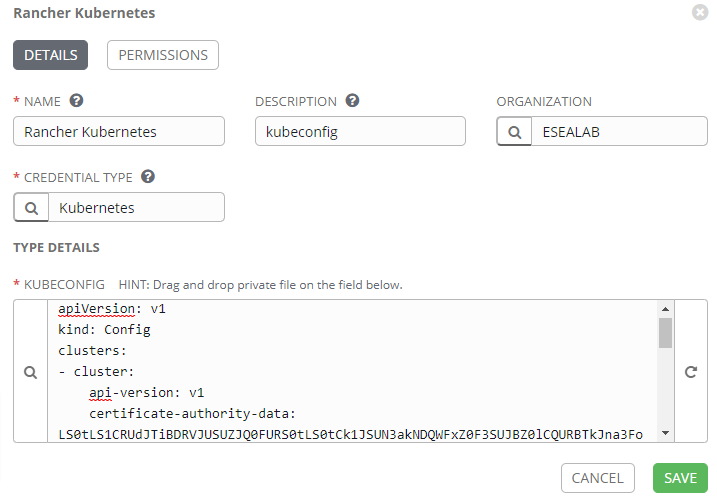 Rancher Kubernetes
DETAILS PERMISSIONS
* NAME ? DESCRIPTION ? ORGANIZATION
Rancher Kubernetes kubeconfig ESEALAB
* CREDENTIAL TYPE ?
Kubernetes
TYPE DETAILS
* KUBECONFIG HINT: Drag and drop private file on the field below.
apiVersion: v1
kind: Config
clusters:
- cluster:
api-version: v1
certificate-authority-data:
LS0tLS1CRUdJTiBDRVJUSUZJQ0FURS0tLS0tCk1JSUN3akNDQWFxZ0F3SUJBZ0lCQURBTkJna3Fo
CANCEL SAVE